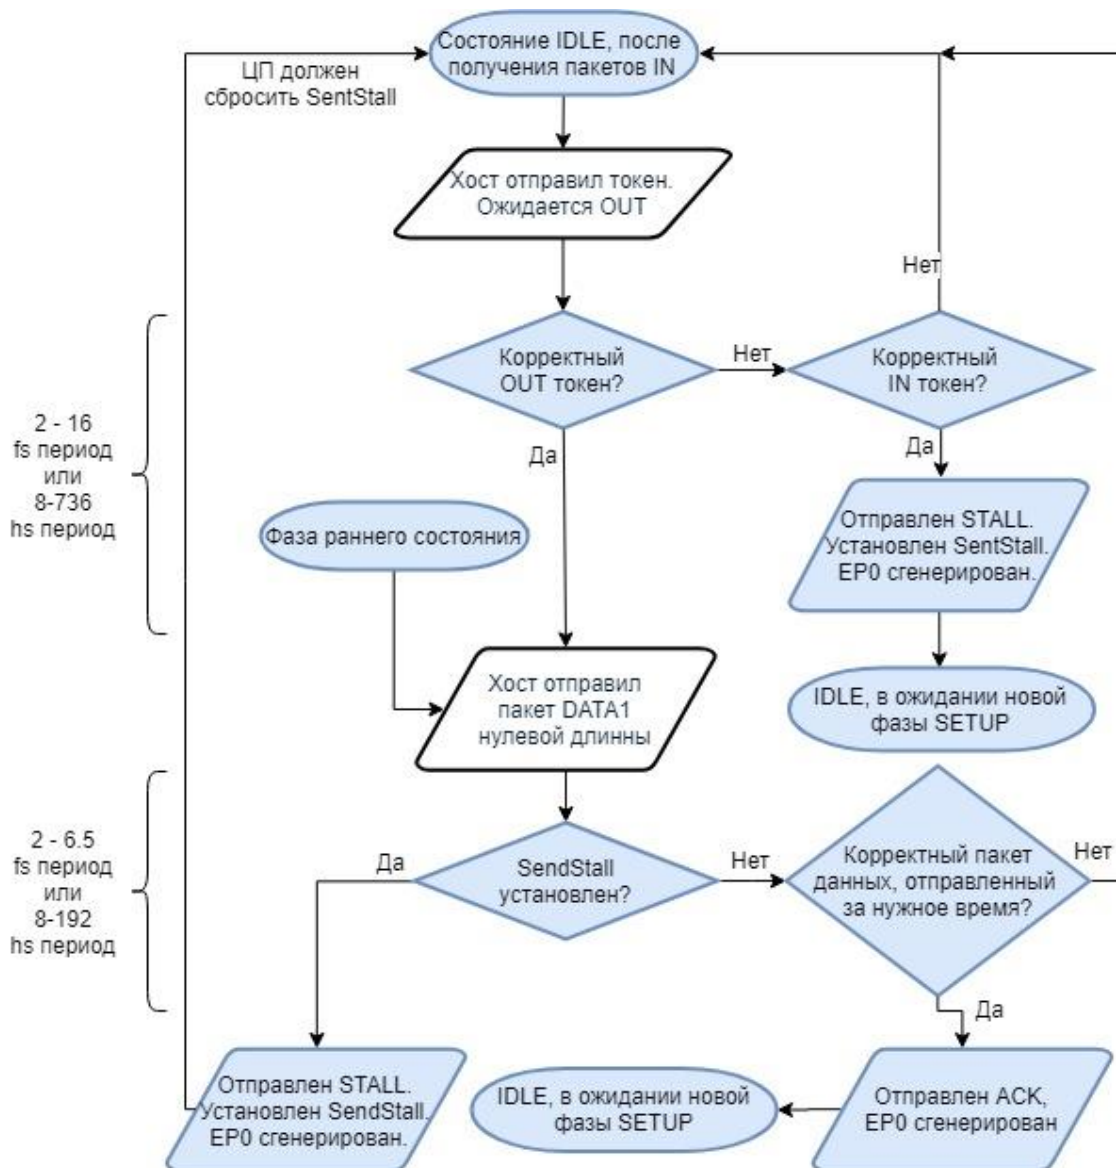 Состояние IDLE, после
получения пакетов IN
ЦП должен
сбросить SentStall
Хост отправил токен.
Ожидается OUT
Нет
Корректный
OUT токен?
Нет
Корректный
IN токен?
2 - 16
fs период
или
8-736
hs период
Да
Да
Отправлен STALL.
Установлен SentStall.
EP0 сгенерирован.
Фаза раннего состояния
Хост отправил
пакет DATA1
нулевой длинны
IDLE, в ожидании новой
фазы SETUP
2 - 6.5
fs период
или
8-192
hs период
Да
SendStall
установлен?
Нет
Корректный пакет
данных, отправленный
за нужное время?
Нет
Да
Отправлен STALL.
Установлен SendStall.
EP0 сгенерирован.
IDLE, в ожидании новой
фазы SETUP
Отправлен ACK,
EP0 сгенерирован